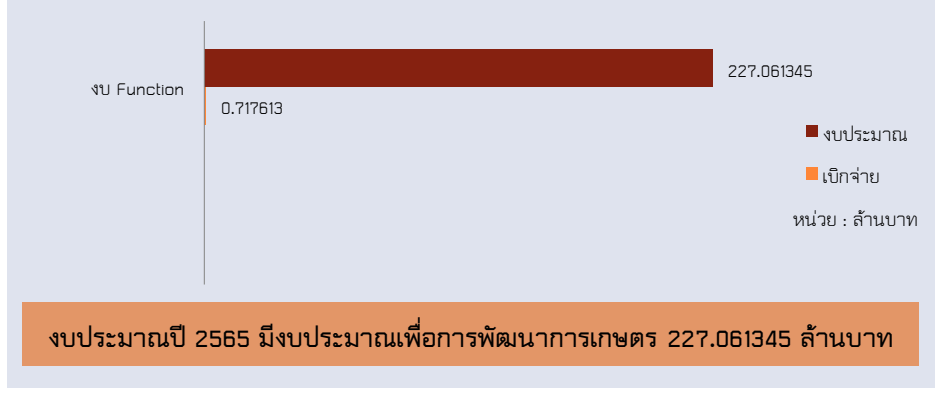 227.061345
งบ Function
0.717613
งบประมาณ
เบิกจ่าย
หน่วย : ล้านบาท
งบประมาณปี 2565 มีงบประมาณเพื่อการพัฒนาการเกษตร 227.061345 ล้านบาท